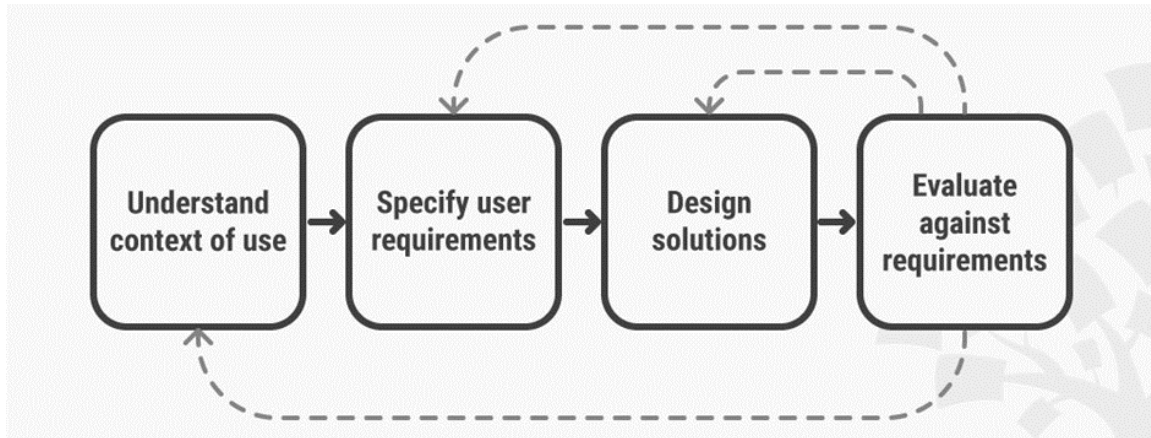 Understand
context of use
Specify user
requirements
Design
solutions
Evaluate
against
requirements